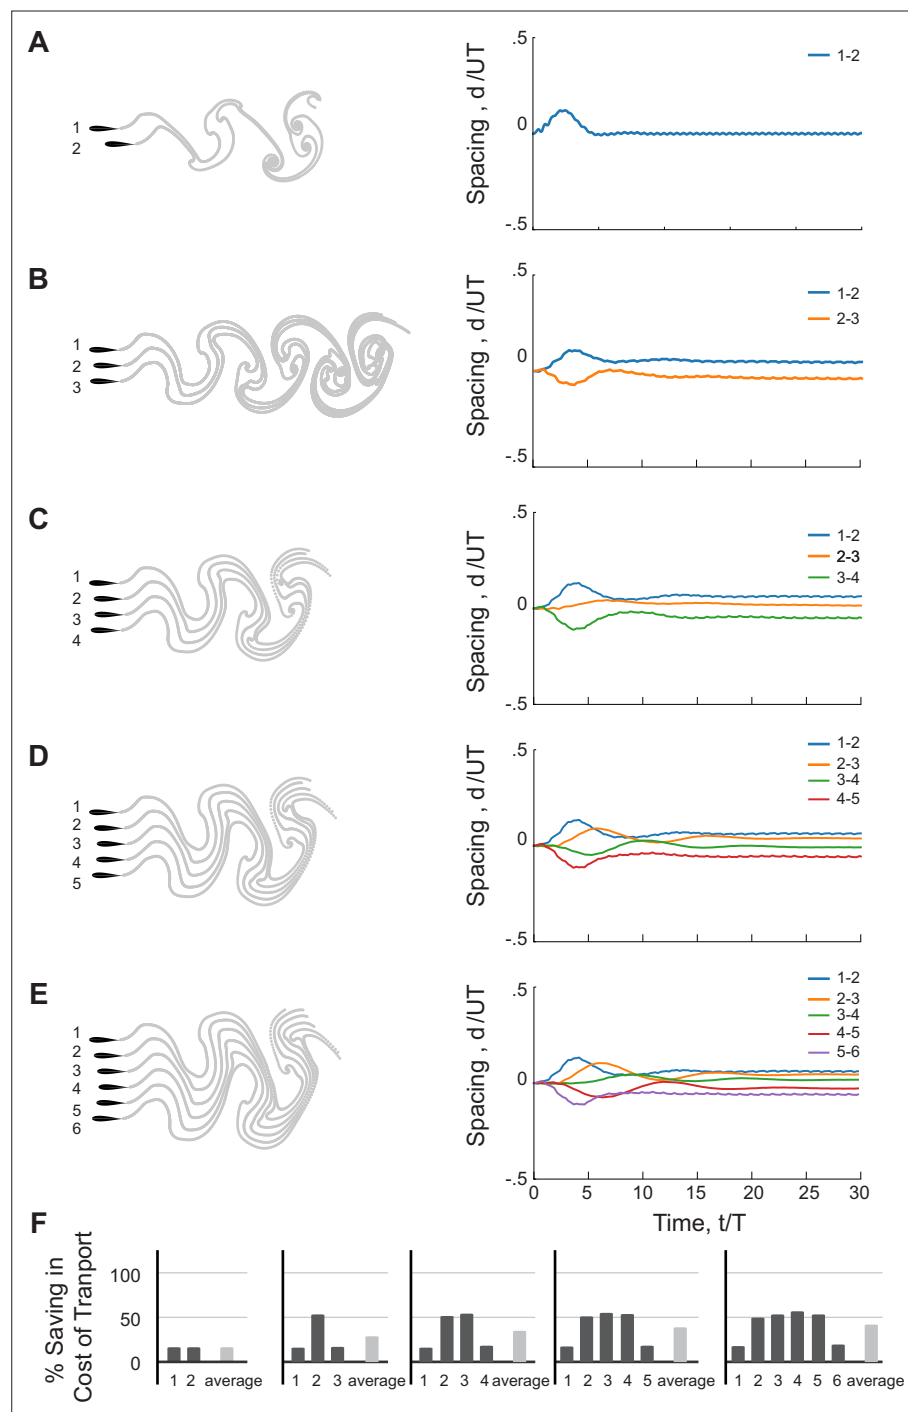 A
1
2
Spacing , d /UT
.5
0
-.5
1-2
B
1
2
3
Spacing , d /UT
.5
0
-.5
1-2
2-3
C
1
2
3
4
Spacing , d /UT
.5
0
-.5
1-2
2-3
3-4
D
1
2
3
4
5
Spacing , d /UT
.5
0
-.5
1-2
2-3
3-4
4-5
E
1
2
3
4
5
6
Spacing , d /UT
.5
0
-.5
1-2
2-3
3-4
4-5
5-6
0 5 10 15 20 25 30
Time, t/T
F
% Saving in
Cost of Tranport
100
50
0
1 2 average
1 2 3 average
1 2 3 4 average
1 2 3 4 5 average
1 2 3 4 5 6 average